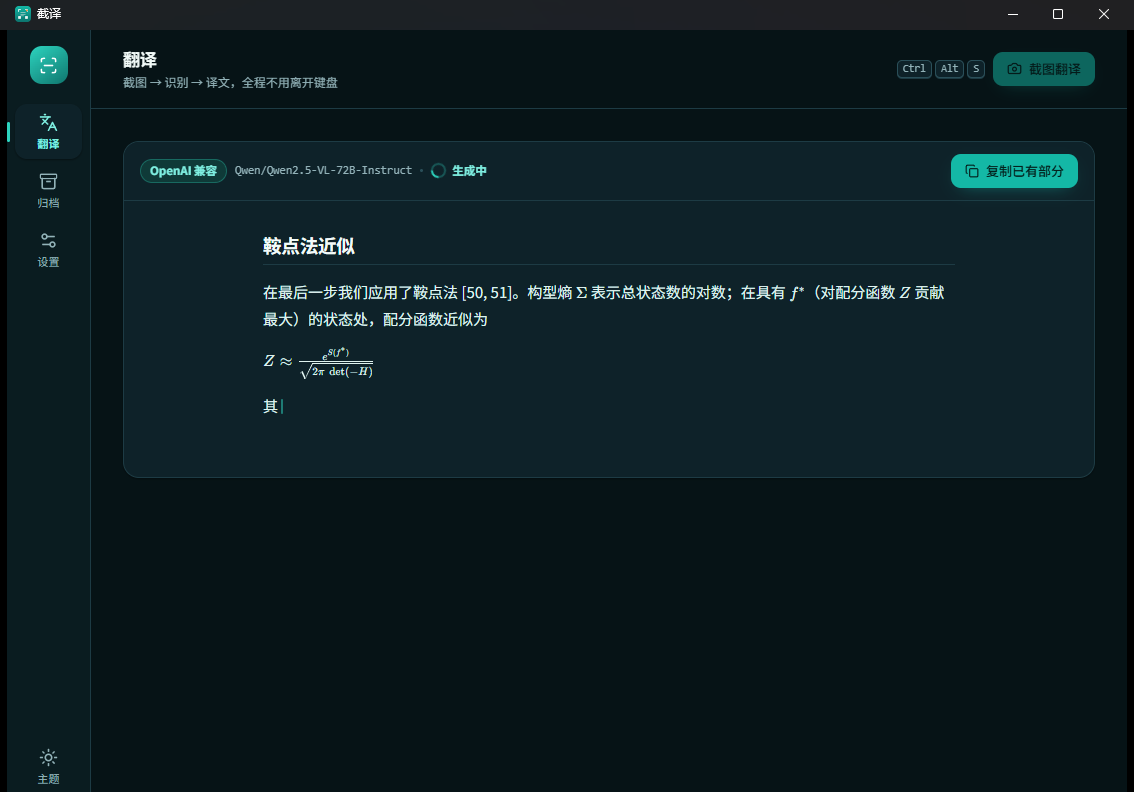 截译
翻译
截图 → 识别 → 译文，全程不用离开键盘
Ctrl Alt S 截图翻译
翻译
归档
设置
主题
OpenAI 兼容 Qwen/Qwen2.5-VL-72B-Instruct · 生成中 复制已有部分
鞍点法近似
在最后一步我们应用了鞍点法 [50, 51]。构型熵 Σ 表示总状态数的对数；在具有 f*（对配分函数 Z 贡献
最大）的状态处，配分函数近似为
Z ≈ e^{S(f*)} / √(2π det(−H))
其